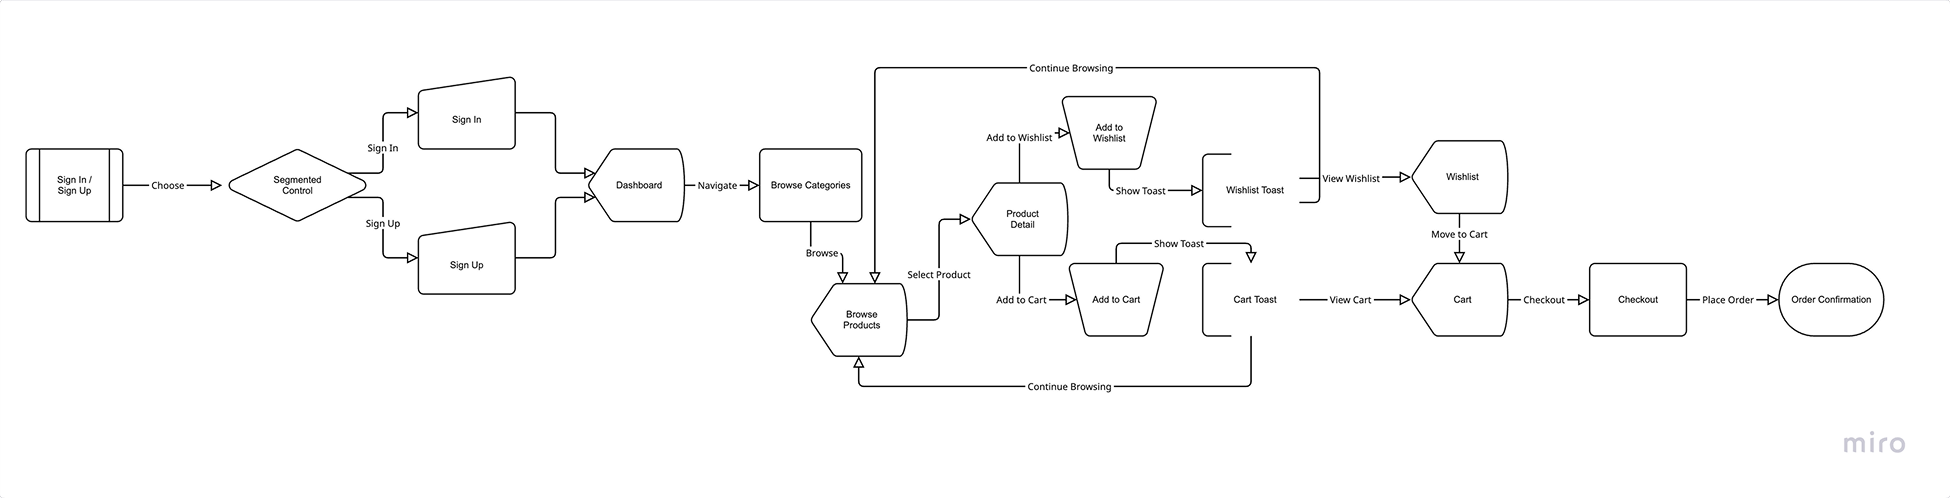 Sign In /
Sign Up
Choose
Segmented
Control
Sign In
Sign Up
Sign In
Sign Up
Dashboard
Navigate
Browse Categories
Browse
Browse
Products
Select Product
Continue Browsing
Product
Detail
Add to Wishlist
Add to
Wishlist
Show Toast
Wishlist Toast
View Wishlist
Wishlist
Move to Cart
Add to Cart
Add to Cart
Show Toast
Cart Toast
View Cart
Cart
Checkout
Checkout
Place Order
Order Confirmation
Continue Browsing
miro